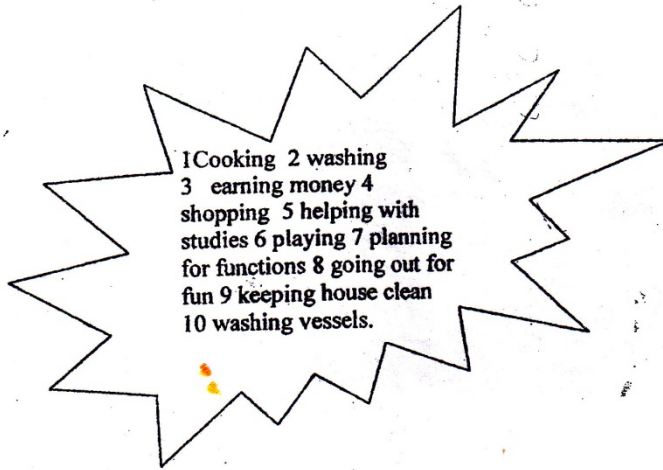 1Cooking 2 washing
3 earning money 4
shopping 5 helping with
studies 6 playing 7 planning
for functions 8 going out for
fun 9 keeping house clean
10 washing vessels.